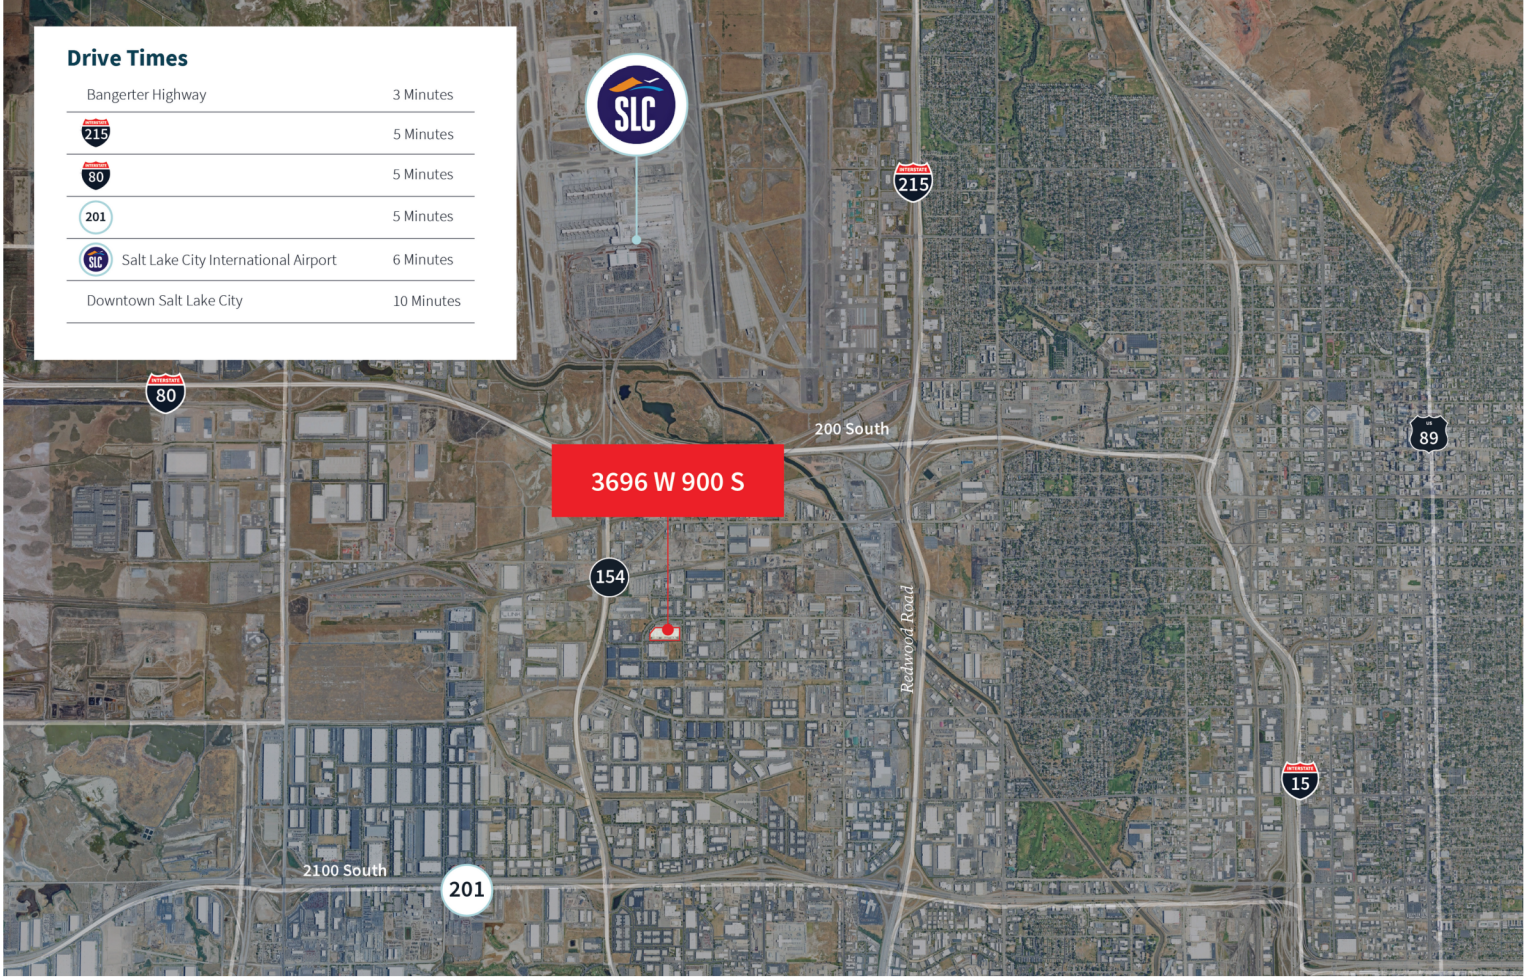 Drive Times
Bangerter Highway 3 Minutes
INTERSTATE
215 5 Minutes
INTERSTATE
80 5 Minutes
201 5 Minutes
SLC Salt Lake City International Airport 6 Minutes
Downtown Salt Lake City 10 Minutes
SLC
INTERSTATE
215
INTERSTATE
80
200 South
US
89
3696 W 900 S
154
Redwood Road
INTERSTATE
15
2100 South
201